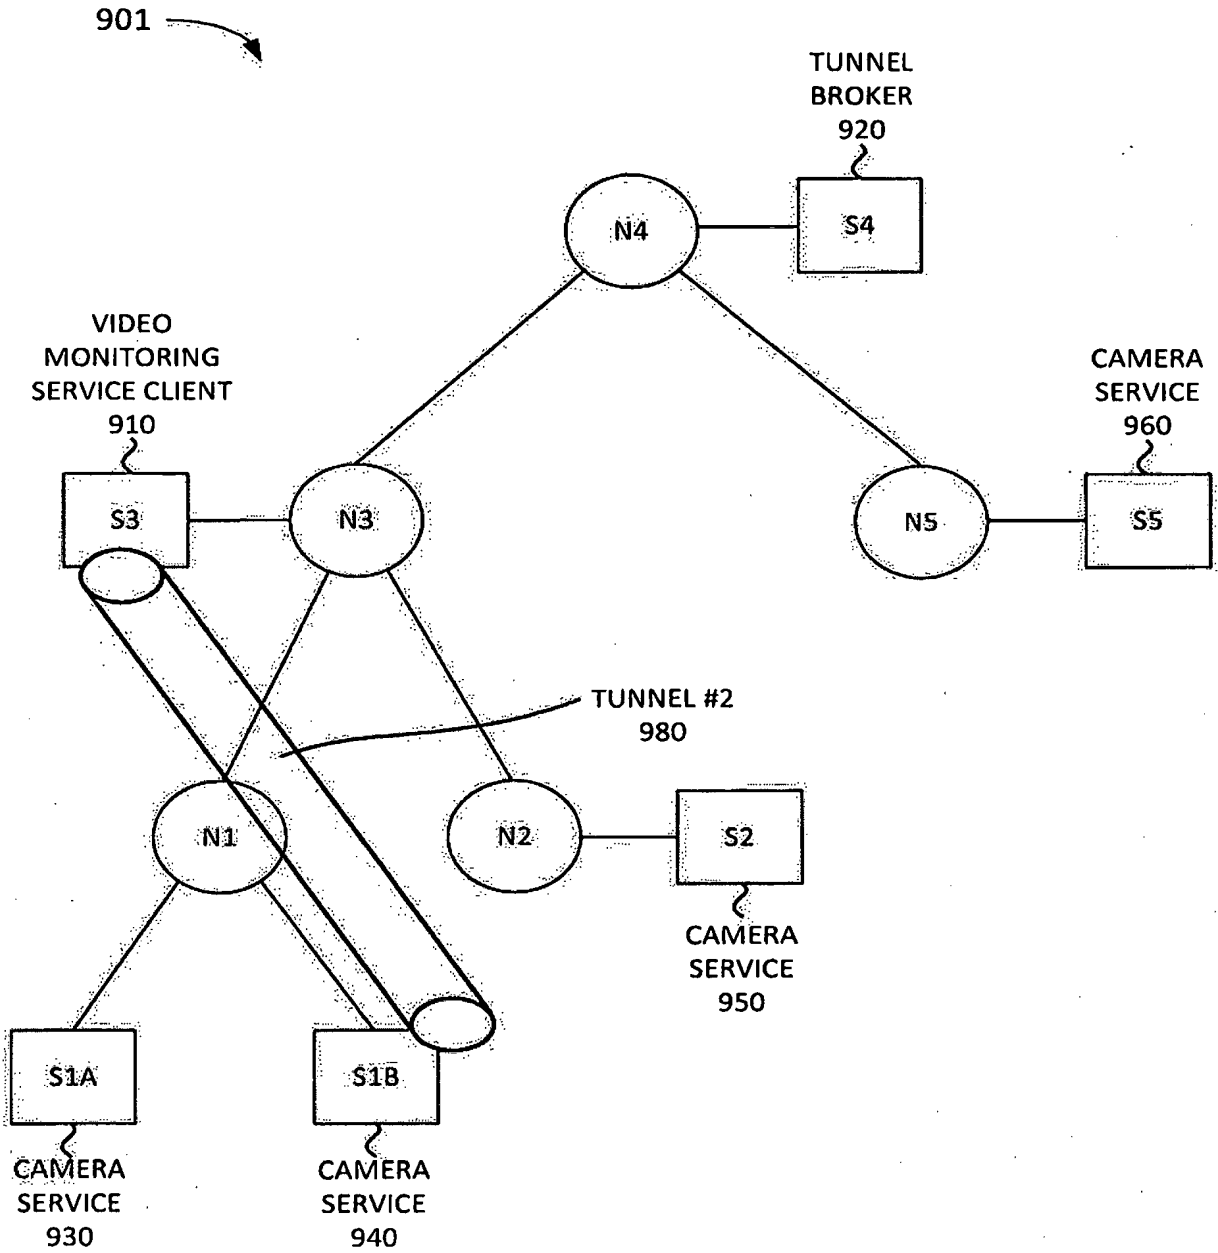 901
TUNNEL
BROKER
920
N4
S4
VIDEO
MONITORING
SERVICE CLIENT
910
CAMERA
SERVICE
960
S3
N3
N5
S5
TUNNEL #2
980
N1
N2
S2
CAMERA
SERVICE
950
S1A
S1B
CAMERA
SERVICE
930
CAMERA
SERVICE
940